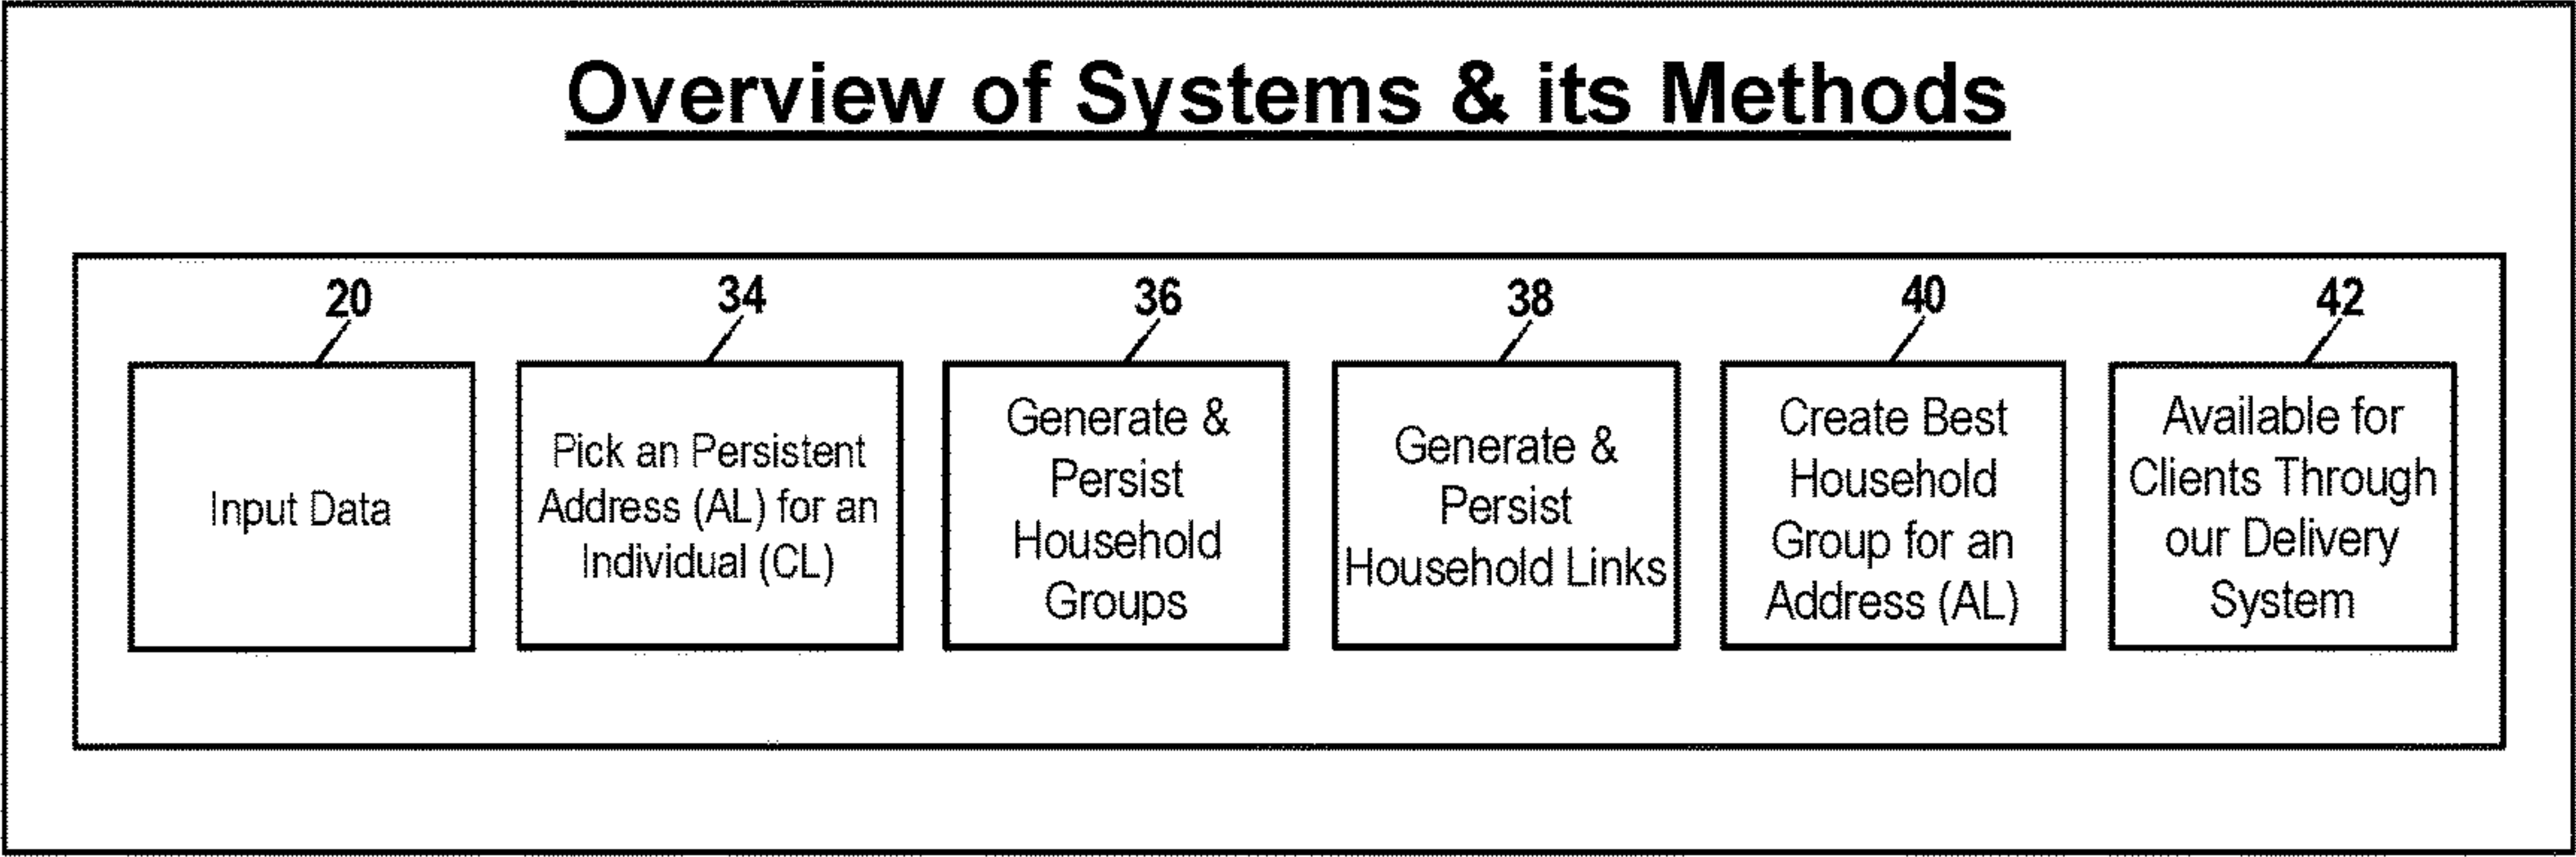 Overview of Systems & its Methods
20
Input Data
34
Pick an Persistent
Address (AL) for an
Individual (CL)
36
Generate &
Persist
Household
Groups
38
Generate &
Persist
Household Links
40
Create Best
Household
Group for an
Address (AL)
42
Available for
Clients Through
our Delivery
System